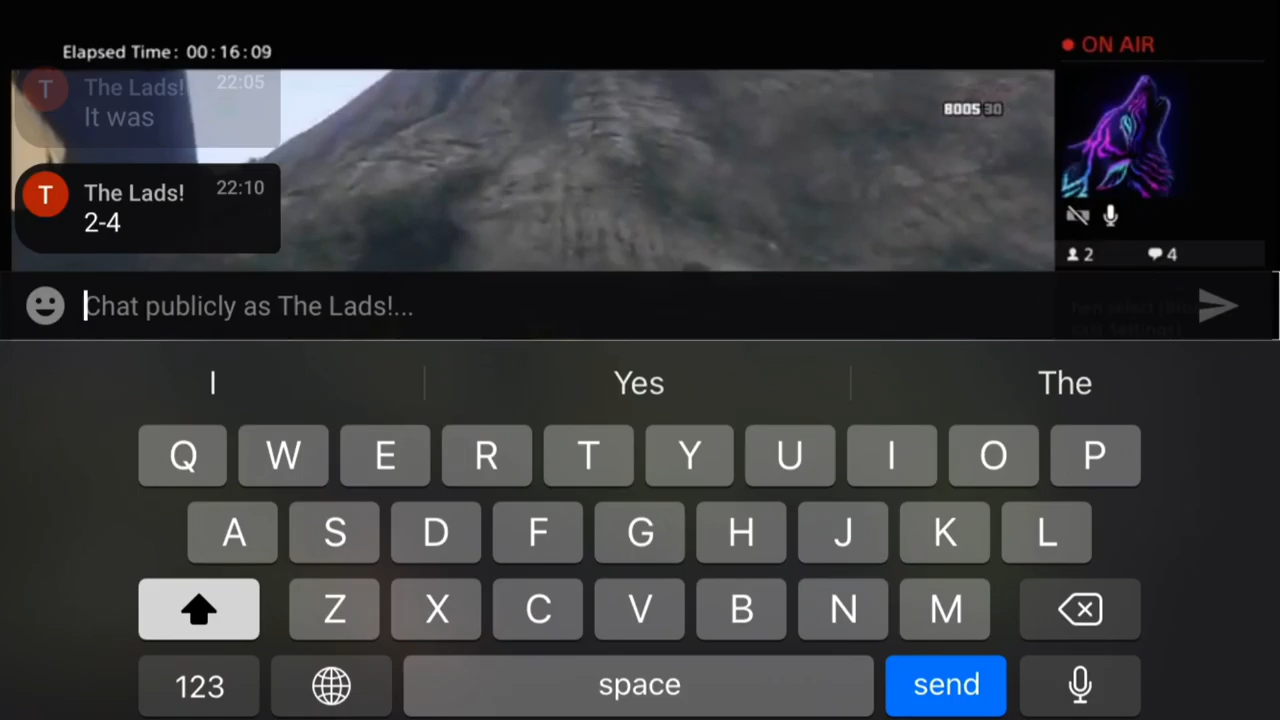 Elapsed Time: 00:16:09
ON AIR
T The Lads! 22:05
It was
8005 30
T The Lads! 22:10
2-4
2 4
Chat publicly as The Lads!...
I Yes The
Q W E R T Y U I O P
A S D F G H J K L
Z X C V B N M
123 space send